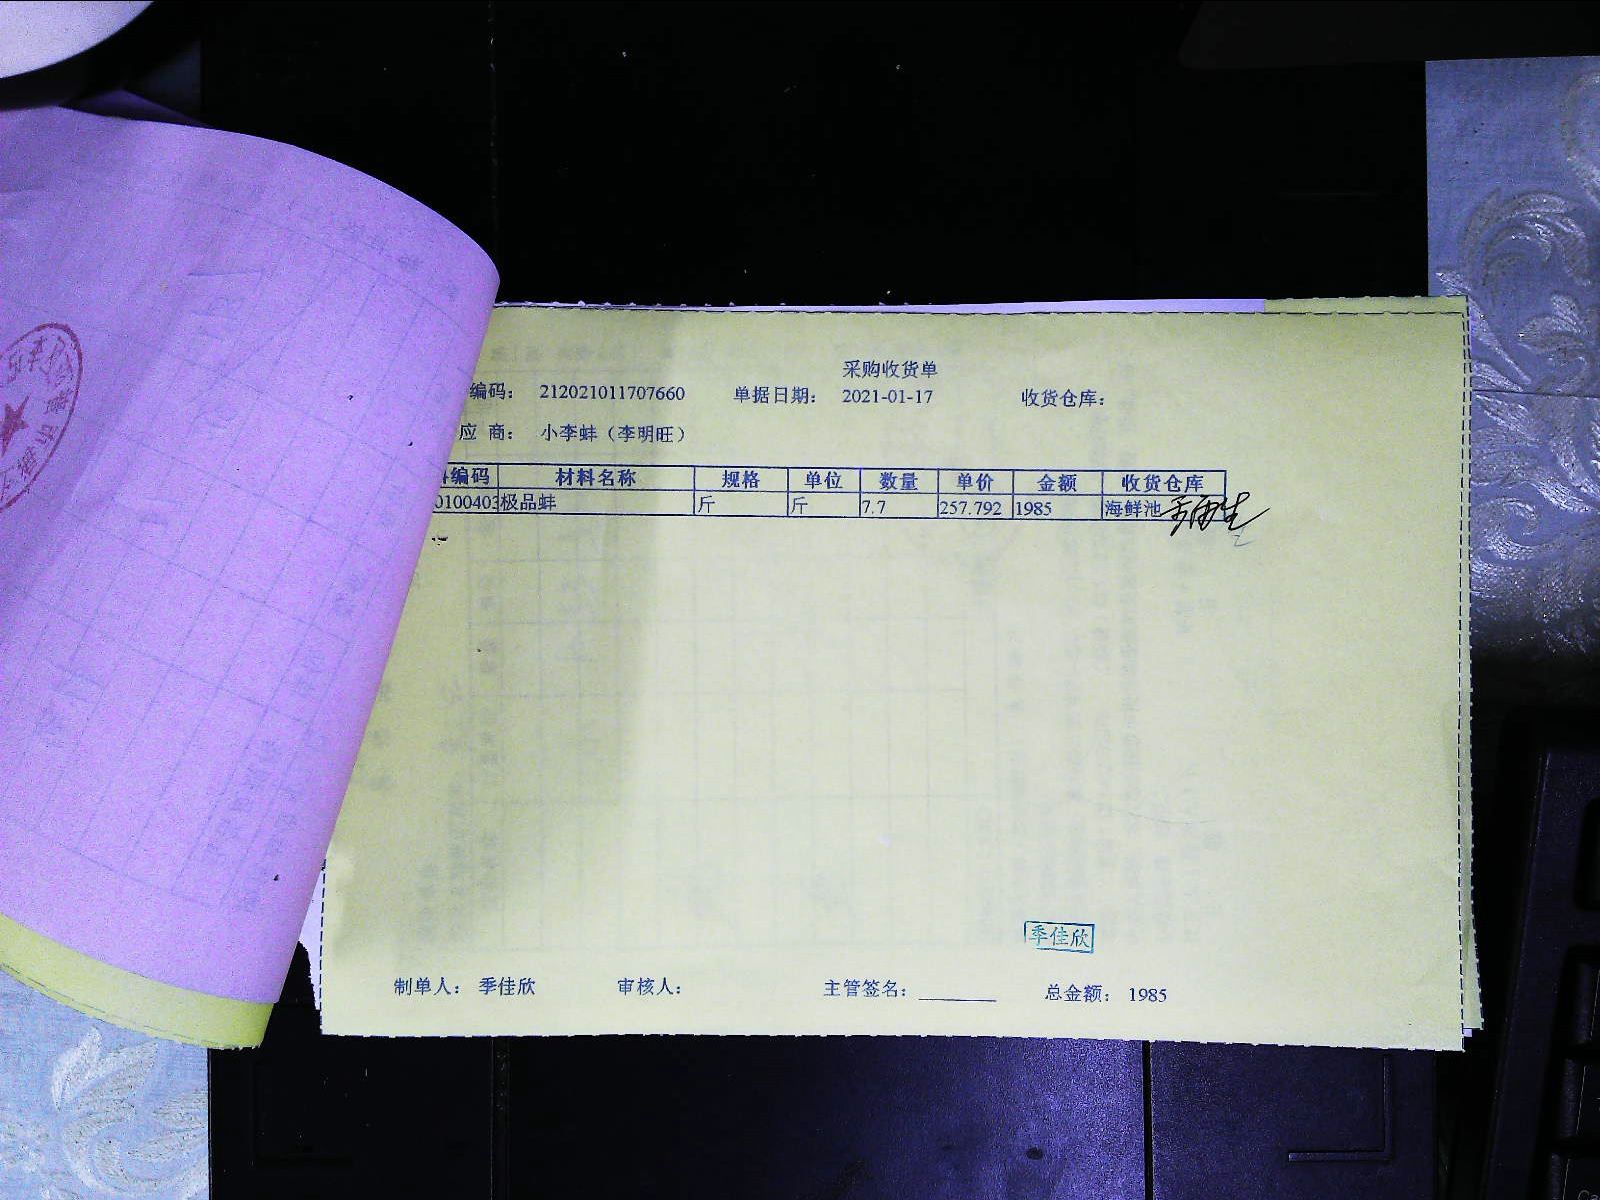 采购收货单
编码： 212021011707660 单据日期： 2021-01-17 收货仓库：
应 商： 小李蚌（李明旺）
编码 材料名称 规格 单位 数量 单价 金额 收货仓库
0100403 极品蚌 斤 斤 7.7 257.792 1985 海鲜池
季佳欣
制单人： 季佳欣 审核人： 主管签名： 总金额： 1985